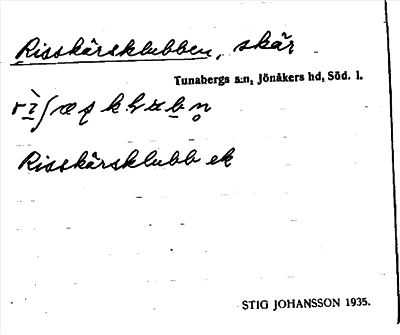 Risskärsklubben, skär
Tunabergs s:n, Jönåkers hd, Söd. l.
Risskärsklubb ek
STIG JOHANSSON 1935.